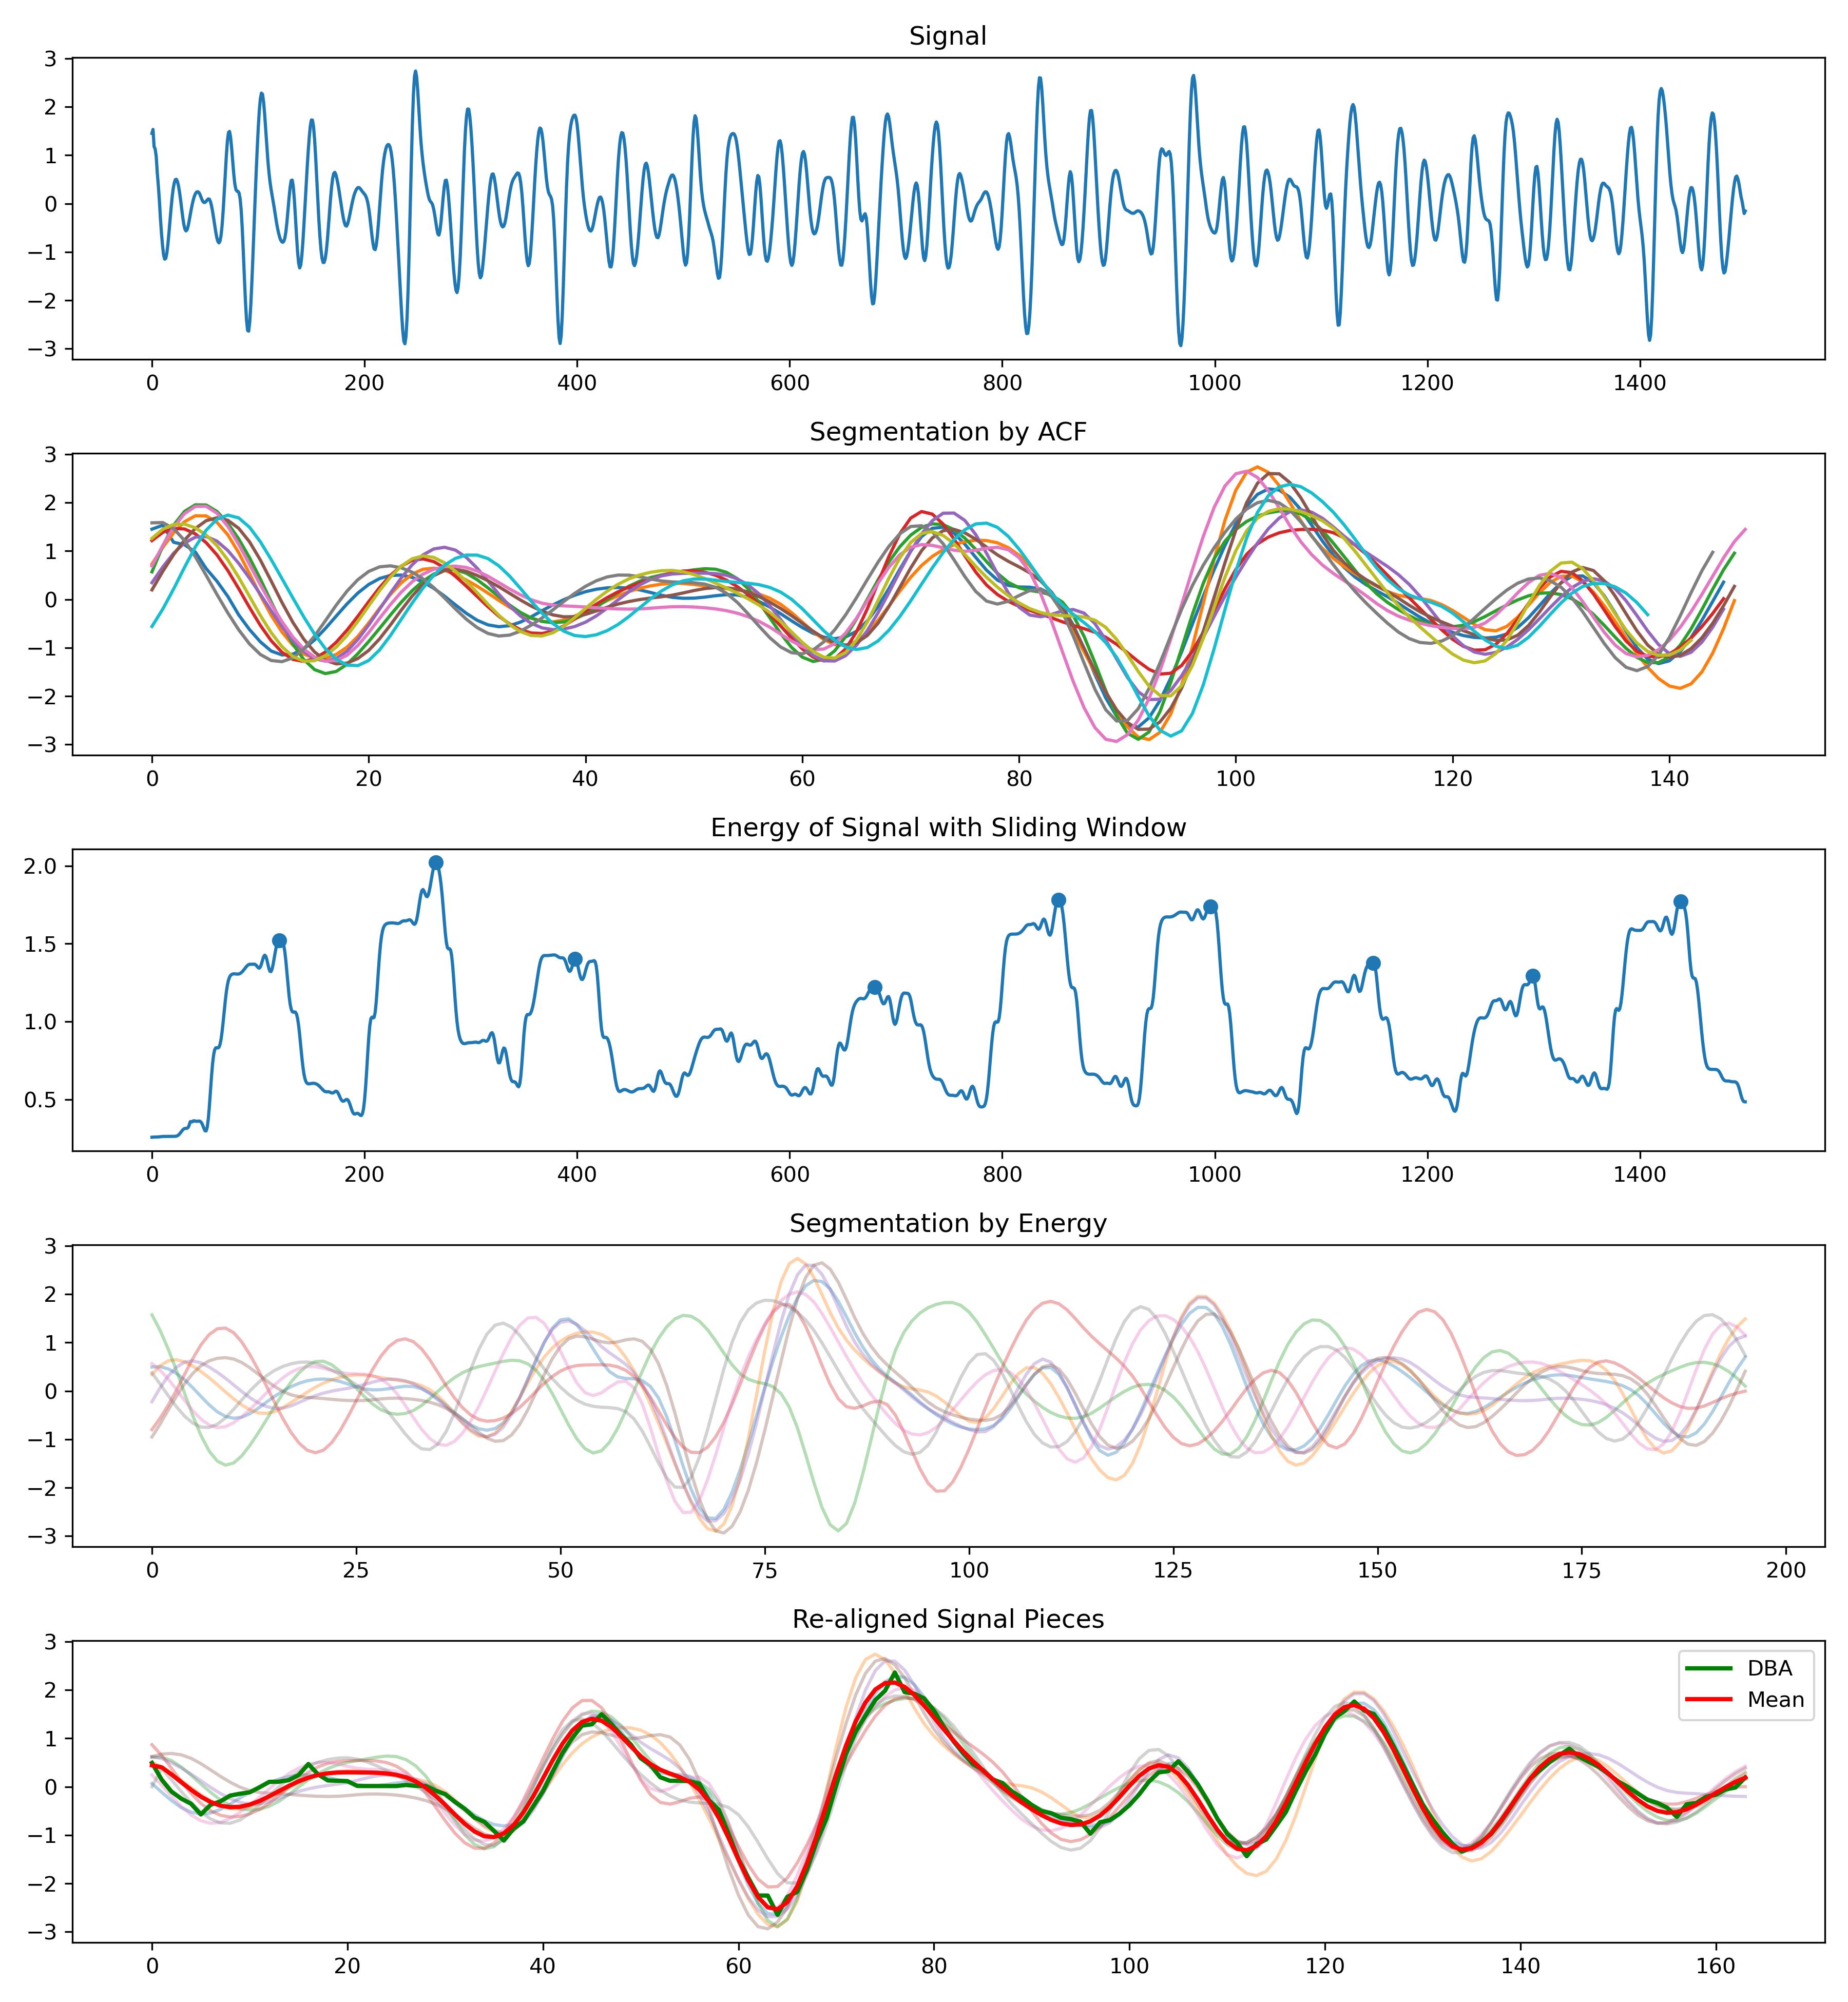 Signal
3
2
1
0
−1
−2
−3
0 200 400 600 800 1000 1200 1400
Segmentation by ACF
3
2
1
0
−1
−2
−3
0 20 40 60 80 100 120 140
Energy of Signal with Sliding Window
2.0
1.5
1.0
0.5
0 200 400 600 800 1000 1200 1400
Segmentation by Energy
3
2
1
0
−1
−2
−3
0 25 50 75 100 125 150 175 200
Re-aligned Signal Pieces
3
2
1
0
−1
−2
−3
DBA
Mean
0 20 40 60 80 100 120 140 160